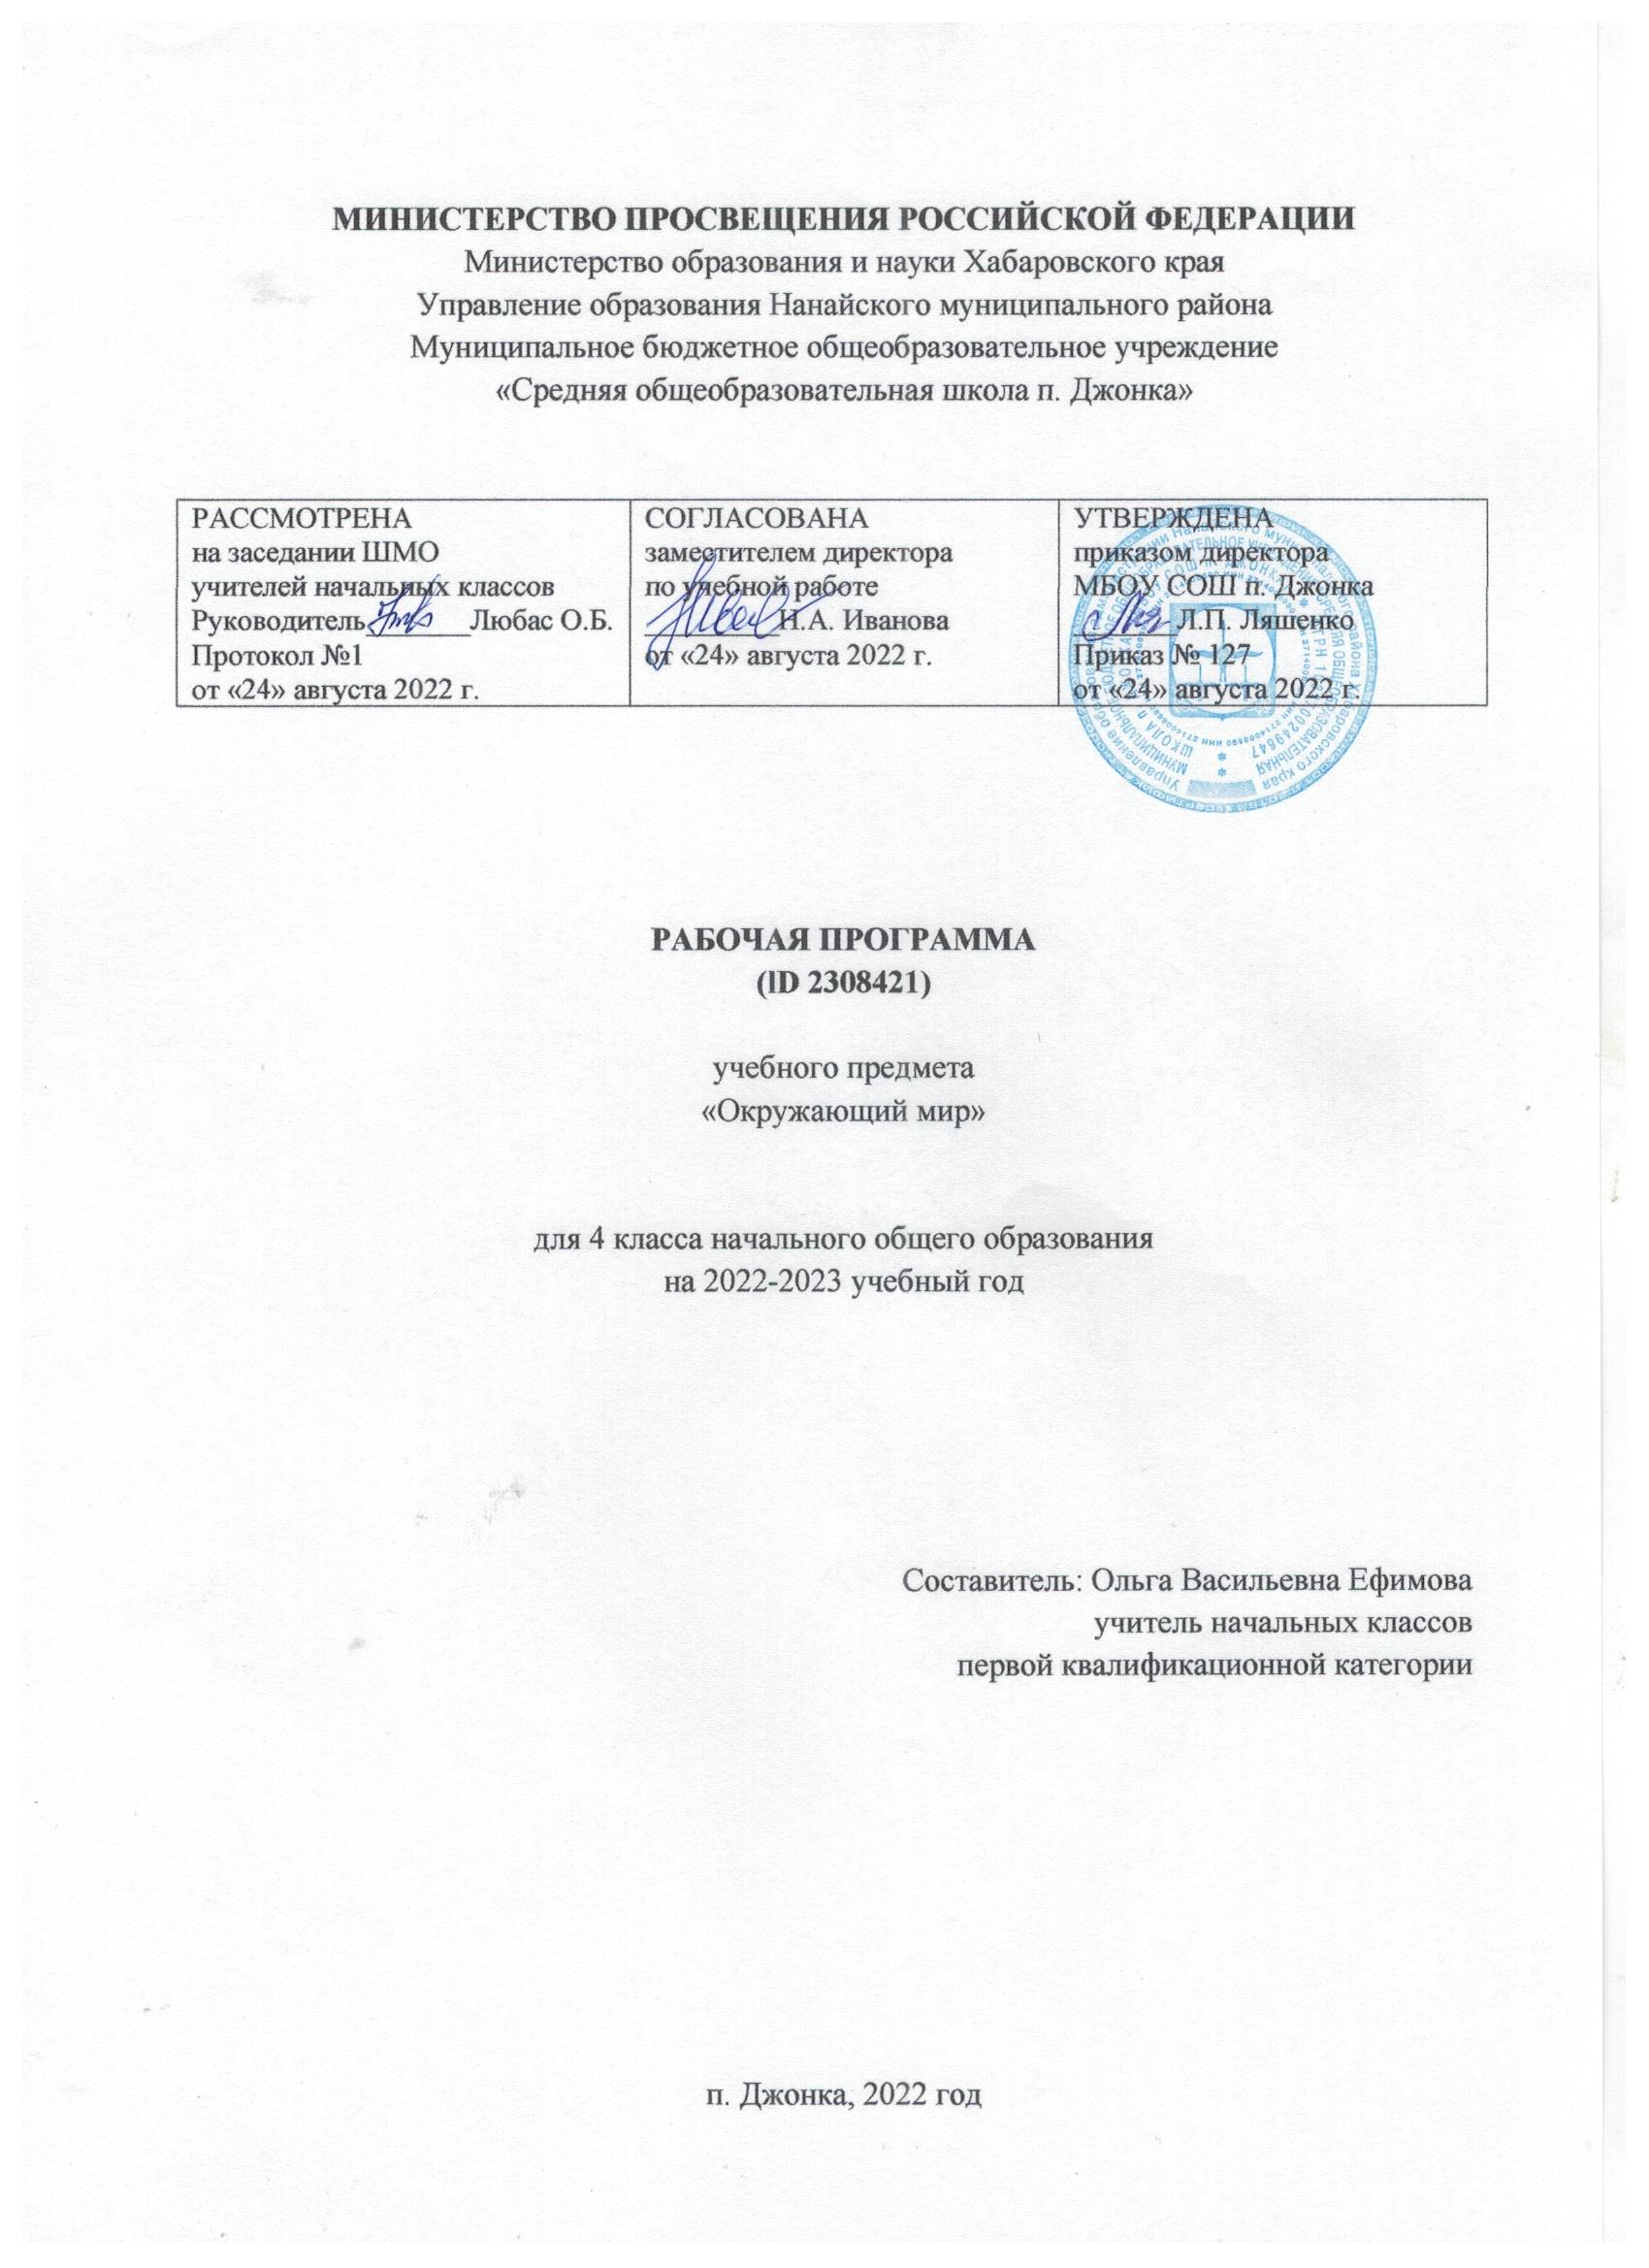 МИНИСТЕРСТВО ПРОСВЕЩЕНИЯ РОССИЙСКОЙ ФЕДЕРАЦИИ
Министерство образования и науки Хабаровского края
Управление образования Нанайского муниципального района
Муниципальное бюджетное общеобразовательное учреждение
«Средняя общеобразовательная школа п. Джонка»
РАССМОТРЕНА
на заседании ШМО
учителей начальных классов
Руководитель_______Любас О.Б.
Протокол №1
от «24» августа 2022 г.
СОГЛАСОВАНА
заместителем директора
по учебной работе
_________Н.А. Иванова
от «24» августа 2022 г.
УТВЕРЖДЕНА
приказом директора
МБОУ СОШ п. Джонка
_______Л.П. Ляшенко
Приказ № 127
от «24» августа 2022 г.
РАБОЧАЯ ПРОГРАММА
(ID 2308421)
учебного предмета
«Окружающий мир»
для 4 класса начального общего образования
на 2022-2023 учебный год
Составитель: Ольга Васильевна Ефимова
учитель начальных классов
первой квалификационной категории
п. Джонка, 2022 год